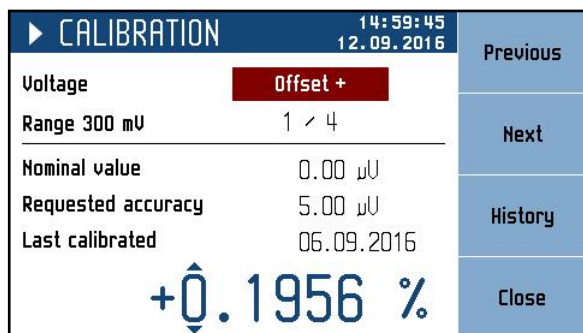 ▶ CALIBRATION 14:59:45
12.09.2016
Voltage Offset +
Range 300 mV 1 / 4
Nominal value 0.00 µV
Requested accuracy 5.00 µV
Last calibrated 06.09.2016
+0.1956 %
Previous
Next
History
Close